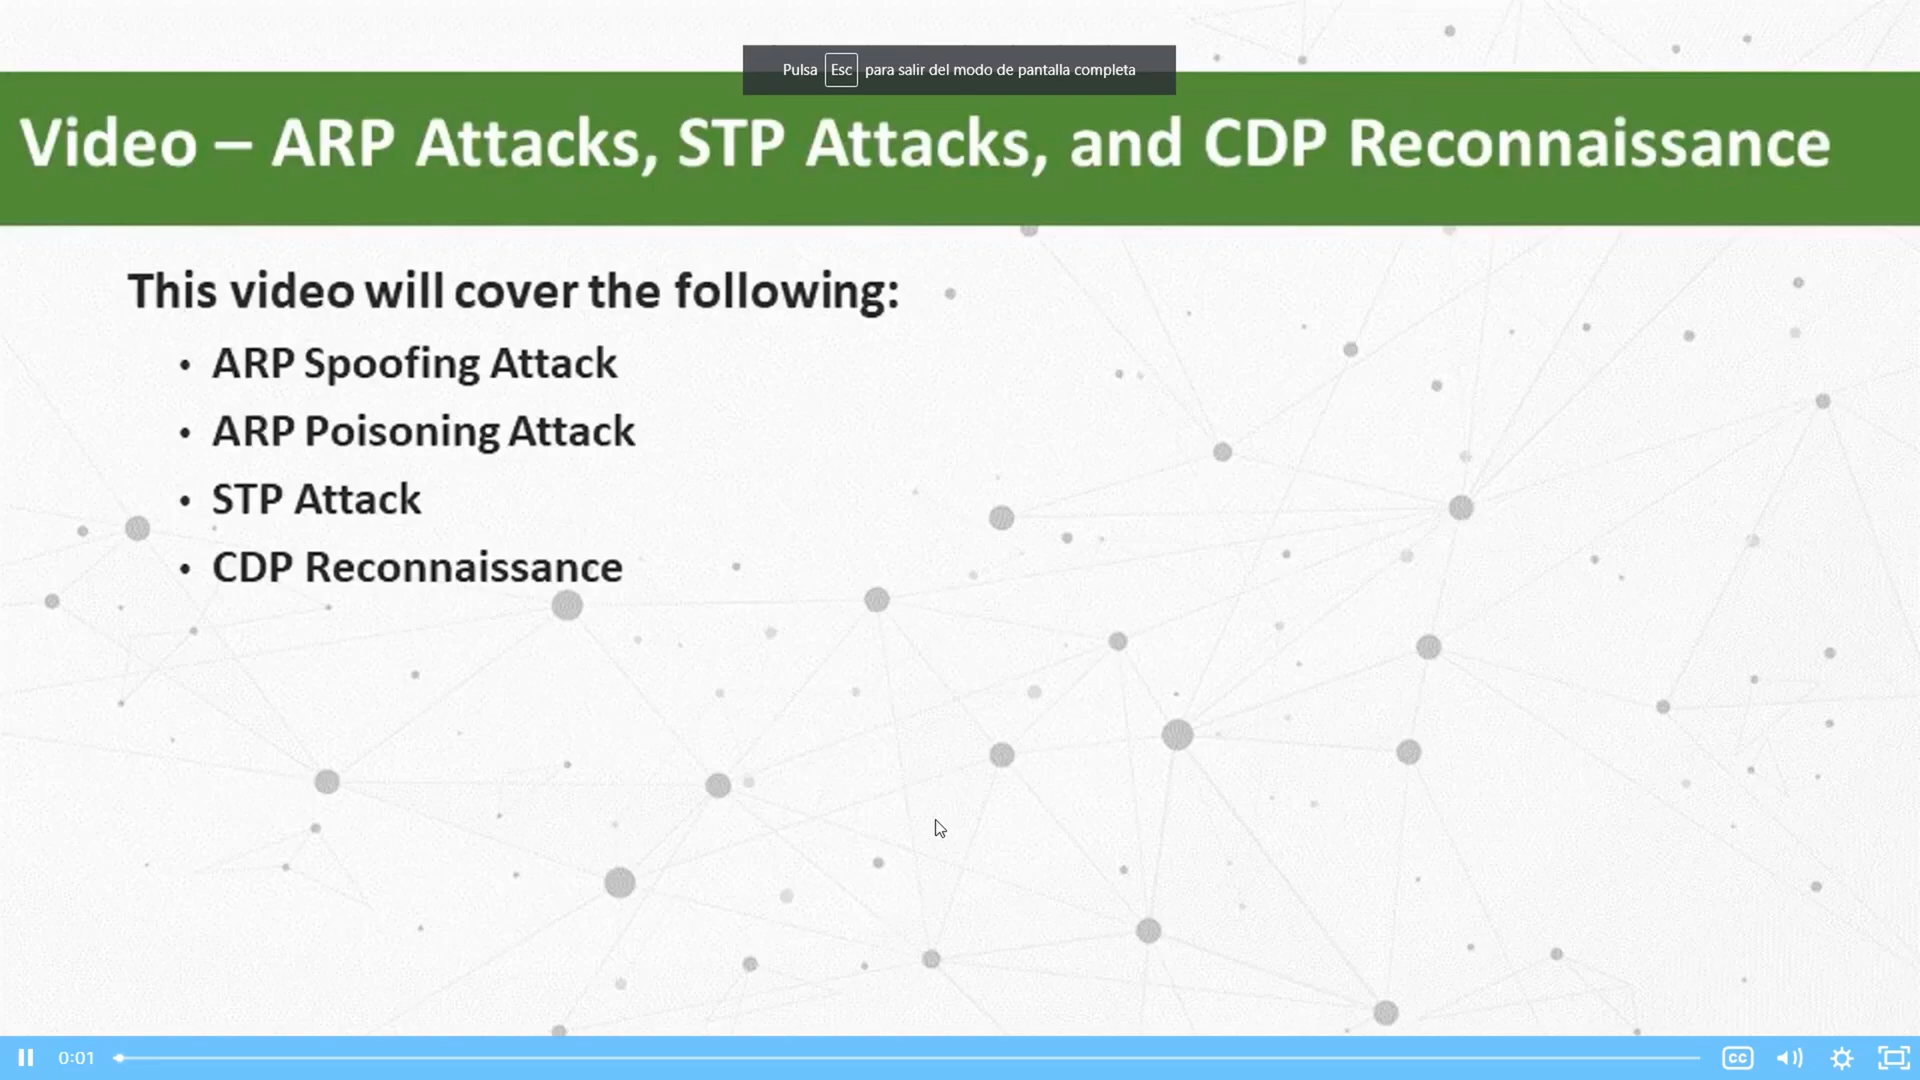 Pulsa Esc para salir del modo de pantalla completa
Video – ARP Attacks, STP Attacks, and CDP Reconnaissance
This video will cover the following:
• ARP Spoofing Attack
• ARP Poisoning Attack
• STP Attack
• CDP Reconnaissance
0:01
CC